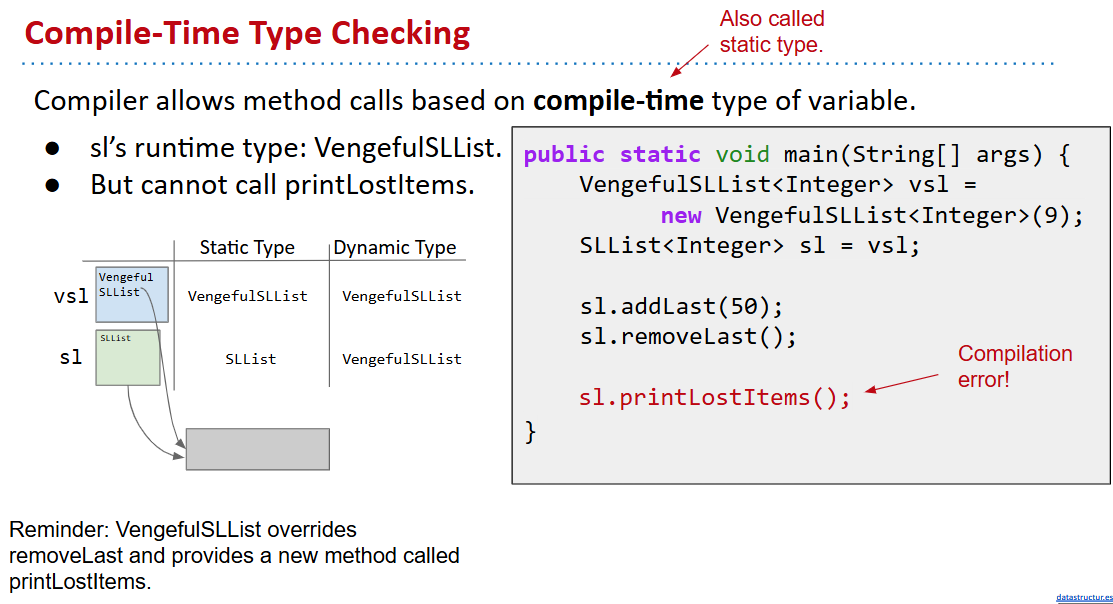 Compile-Time Type Checking
Also called
static type.
Compiler allows method calls based on compile-time type of variable.
● sl’s runtime type: VengefulSLList.
● But cannot call printLostItems.
Static Type Dynamic Type
vsl
Vengeful
SLList
VengefulSLList VengefulSLList
sl
SLList
SLList VengefulSLList
public static void main(String[] args) {
VengefulSLList<Integer> vsl =
new VengefulSLList<Integer>(9);
SLList<Integer> sl = vsl;
sl.addLast(50);
sl.removeLast();
sl.printLostItems();
}
Compilation
error!
Reminder: VengefulSLList overrides
removeLast and provides a new method called
printLostItems.
datastructur.es